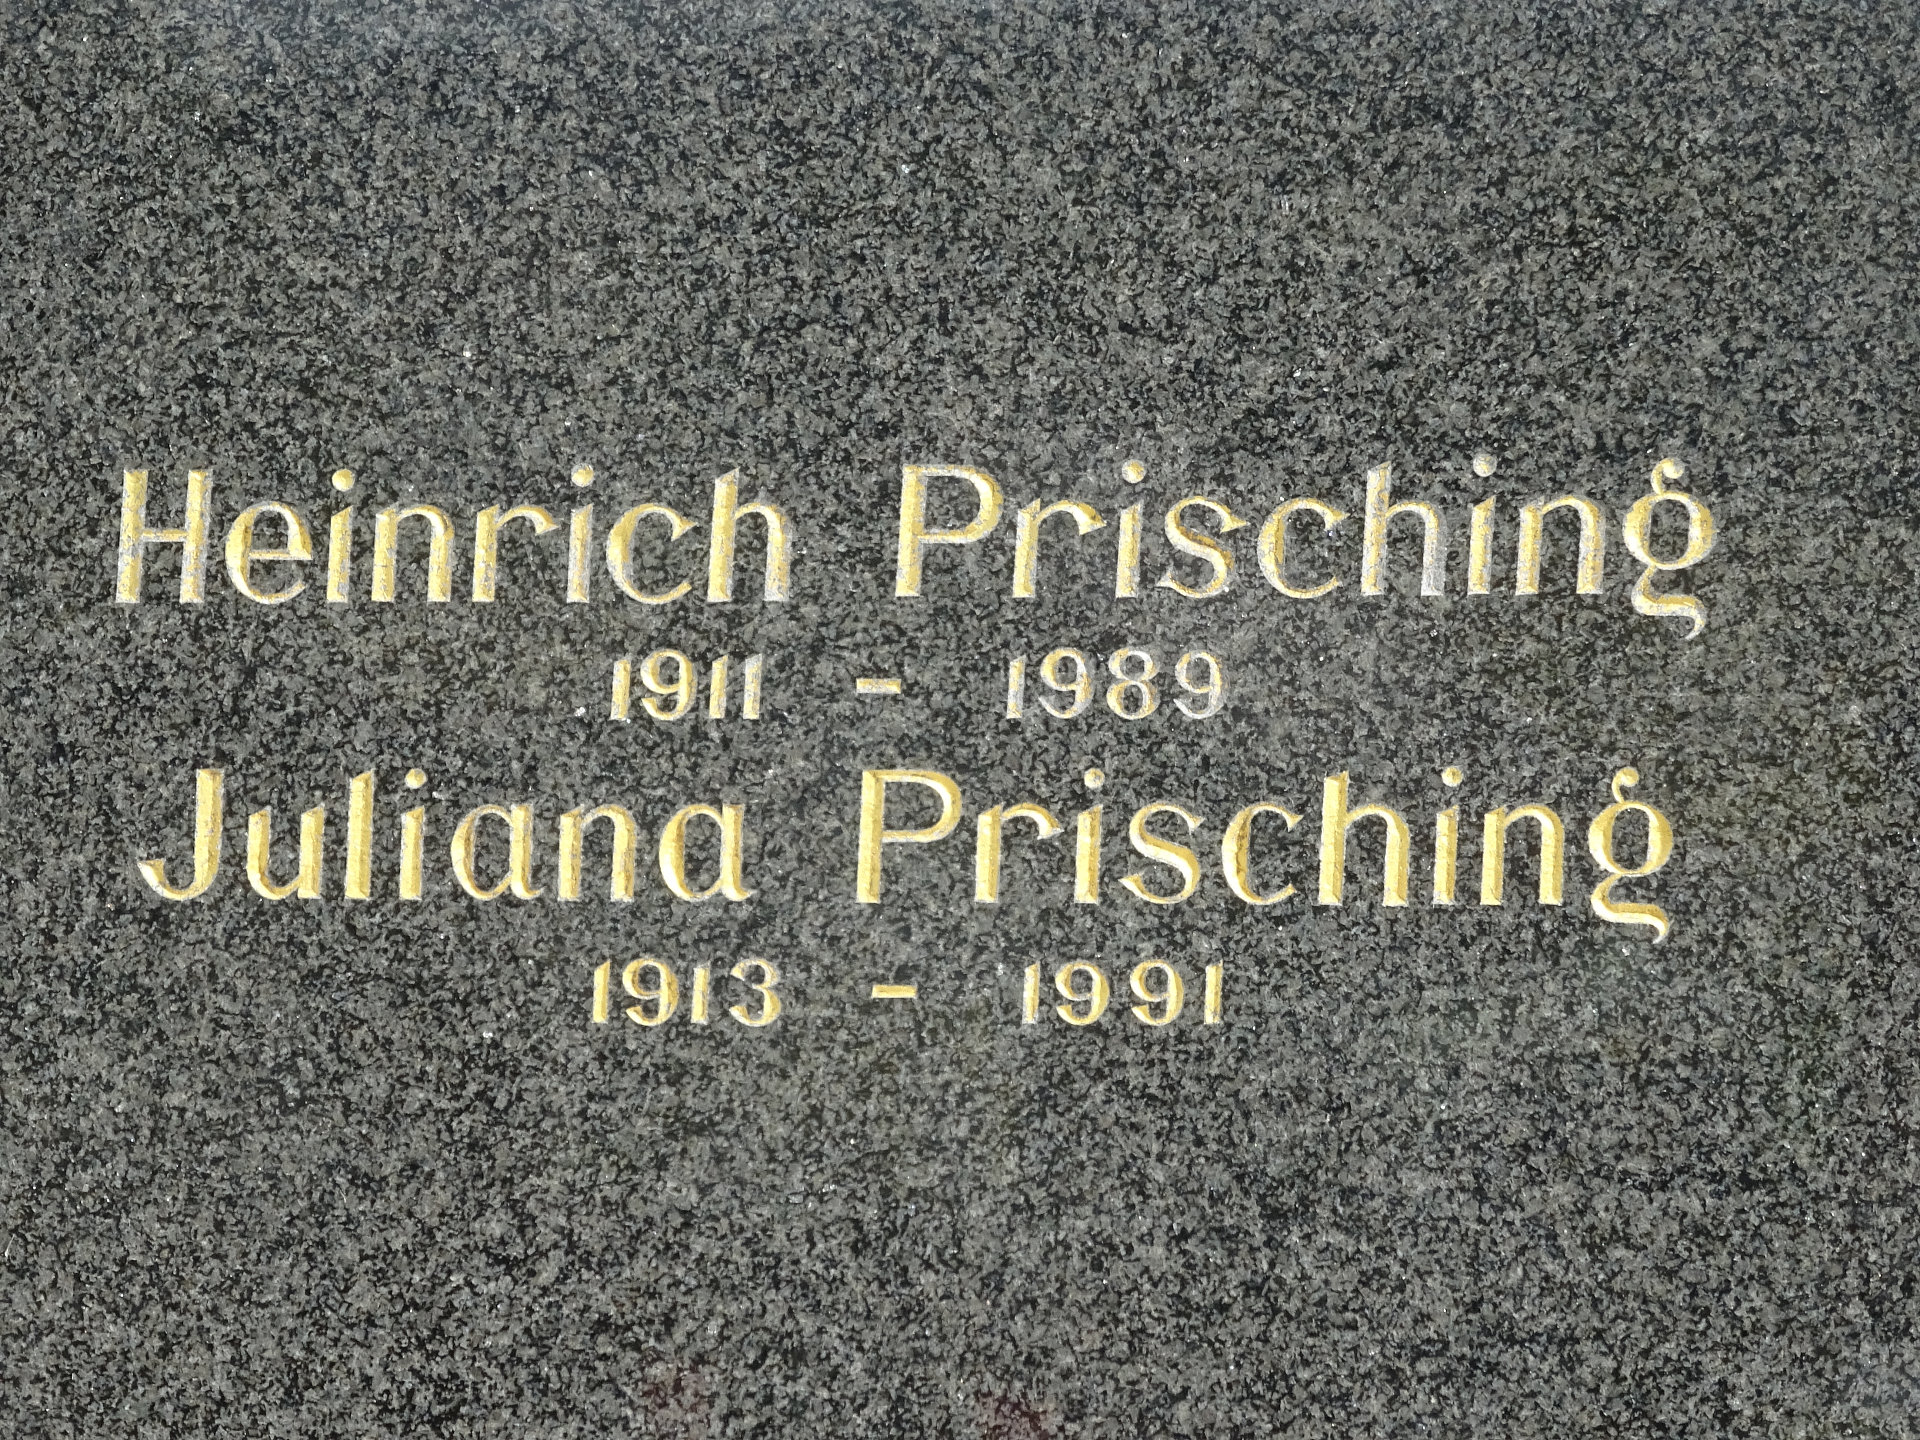 Heinrich Prisching
1911 - 1989
Juliana Prisching
1913 - 1991